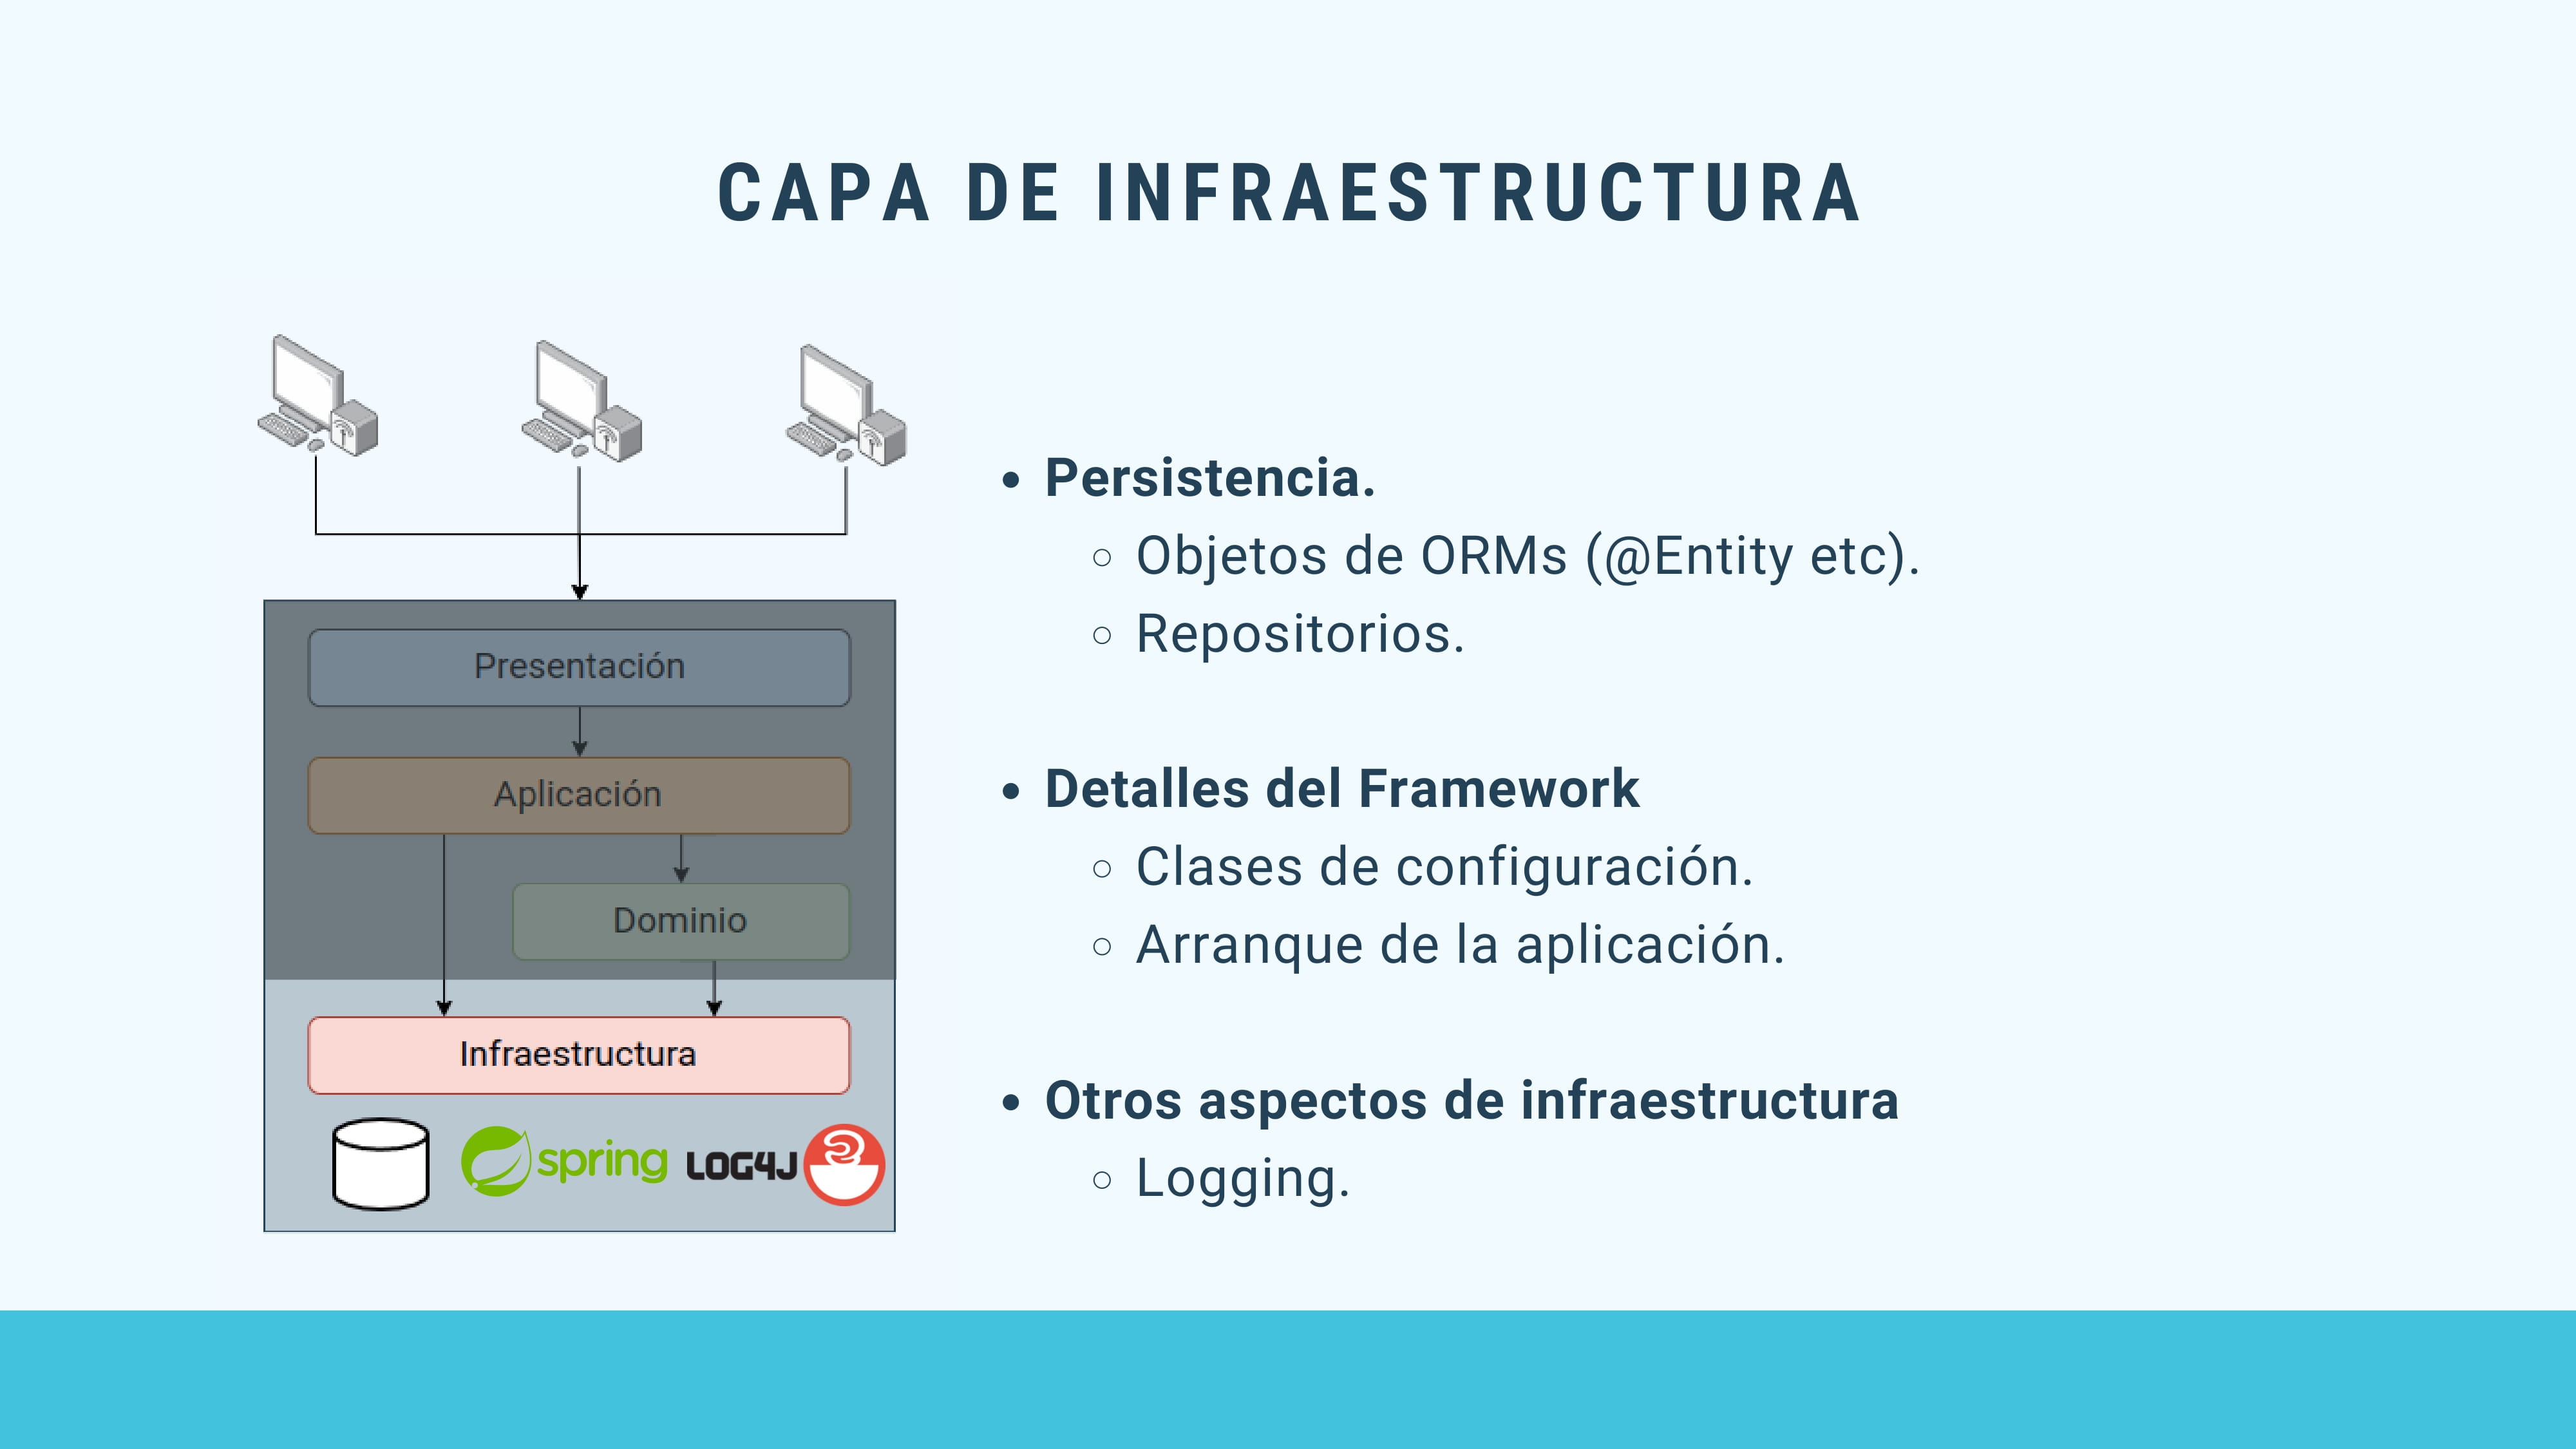 CAPA DE INFRAESTRUCTURA
Presentación
Aplicación
Dominio
Infraestructura
spring LOG4J
• Persistencia.
◦ Objetos de ORMs (@Entity etc).
◦ Repositorios.
• Detalles del Framework
◦ Clases de configuración.
◦ Arranque de la aplicación.
• Otros aspectos de infraestructura
◦ Logging.